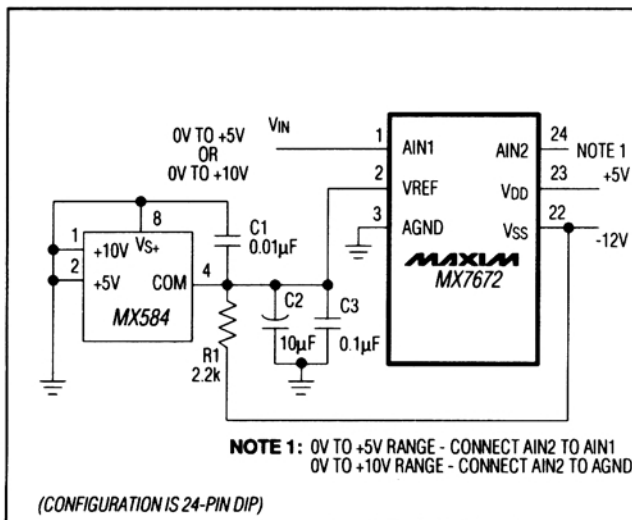 0V TO +5V
OR
0V TO +10V
VIN
1
AIN1
AIN2
24
NOTE 1
2
VREF
VDD
23
+5V
3
AGND
VSS
22
-12V
MAXIM
MX7672
8
VS+
1
+10V
2
+5V
COM
4
MX584
C1
0.01µF
C2
10µF
C3
0.1µF
R1
2.2k
NOTE 1: 0V TO +5V RANGE - CONNECT AIN2 TO AIN1
0V TO +10V RANGE - CONNECT AIN2 TO AGND
(CONFIGURATION IS 24-PIN DIP)